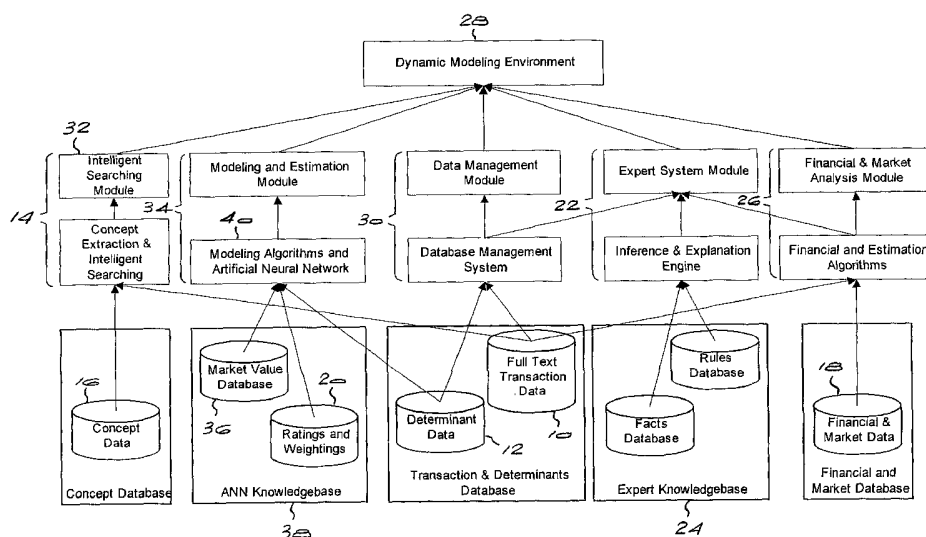 28
Dynamic Modeling Environment
32
Intelligent
Searching Module
Modeling and Estimation
Module
Data Management
Module
Expert System Module
Financial & Market
Analysis Module
14
34
30
22
26
40
Concept
Extraction &
Intelligent
Searching
Modeling Algorithms and
Artificial Neural Network
Database Management
System
Inference & Explanation
Engine
Financial and Estimation
Algorithms
16
Concept
Data
Market Value
Database
36
20
Ratings and
Weightings
Full Text
Transaction
Data
10
Determinant
Data
12
Rules
Database
Facts
Database
18
Financial &
Market Data
Concept Database
ANN Knowledgebase
Transaction & Determinants
Database
Expert Knowledgebase
Financial and
Market Database
38
24